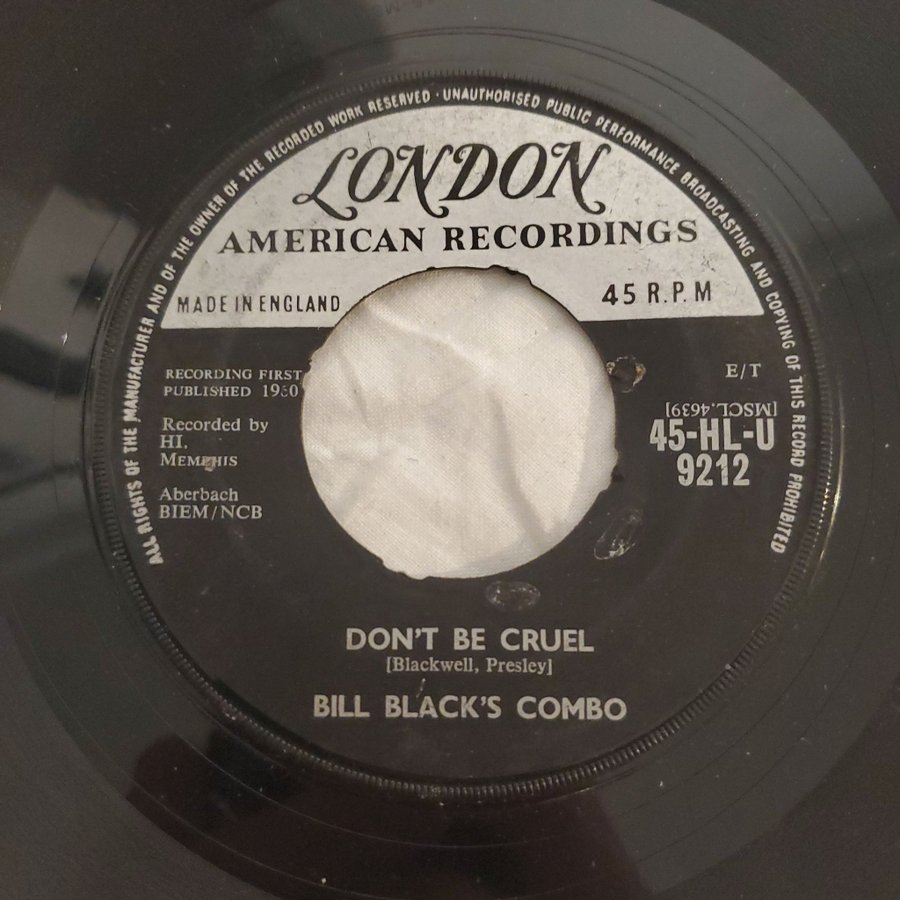 ALL RIGHTS OF THE MANUFACTURER AND OF THE OWNER OF THE RECORDED WORK RESERVED · UNAUTHORISED PUBLIC PERFORMANCE BROADCASTING AND COPYING OF THIS RECORD PROHIBITED
LONDON
AMERICAN RECORDINGS
MADE IN ENGLAND
45 R.P.M
RECORDING FIRST
PUBLISHED 1960
E/T
Recorded by
HI,
MEMPHIS
[MSCL.4639]
45-HL-U
9212
Aberbach
BIEM/NCB
DON'T BE CRUEL
[Blackwell, Presley]
BILL BLACK'S COMBO